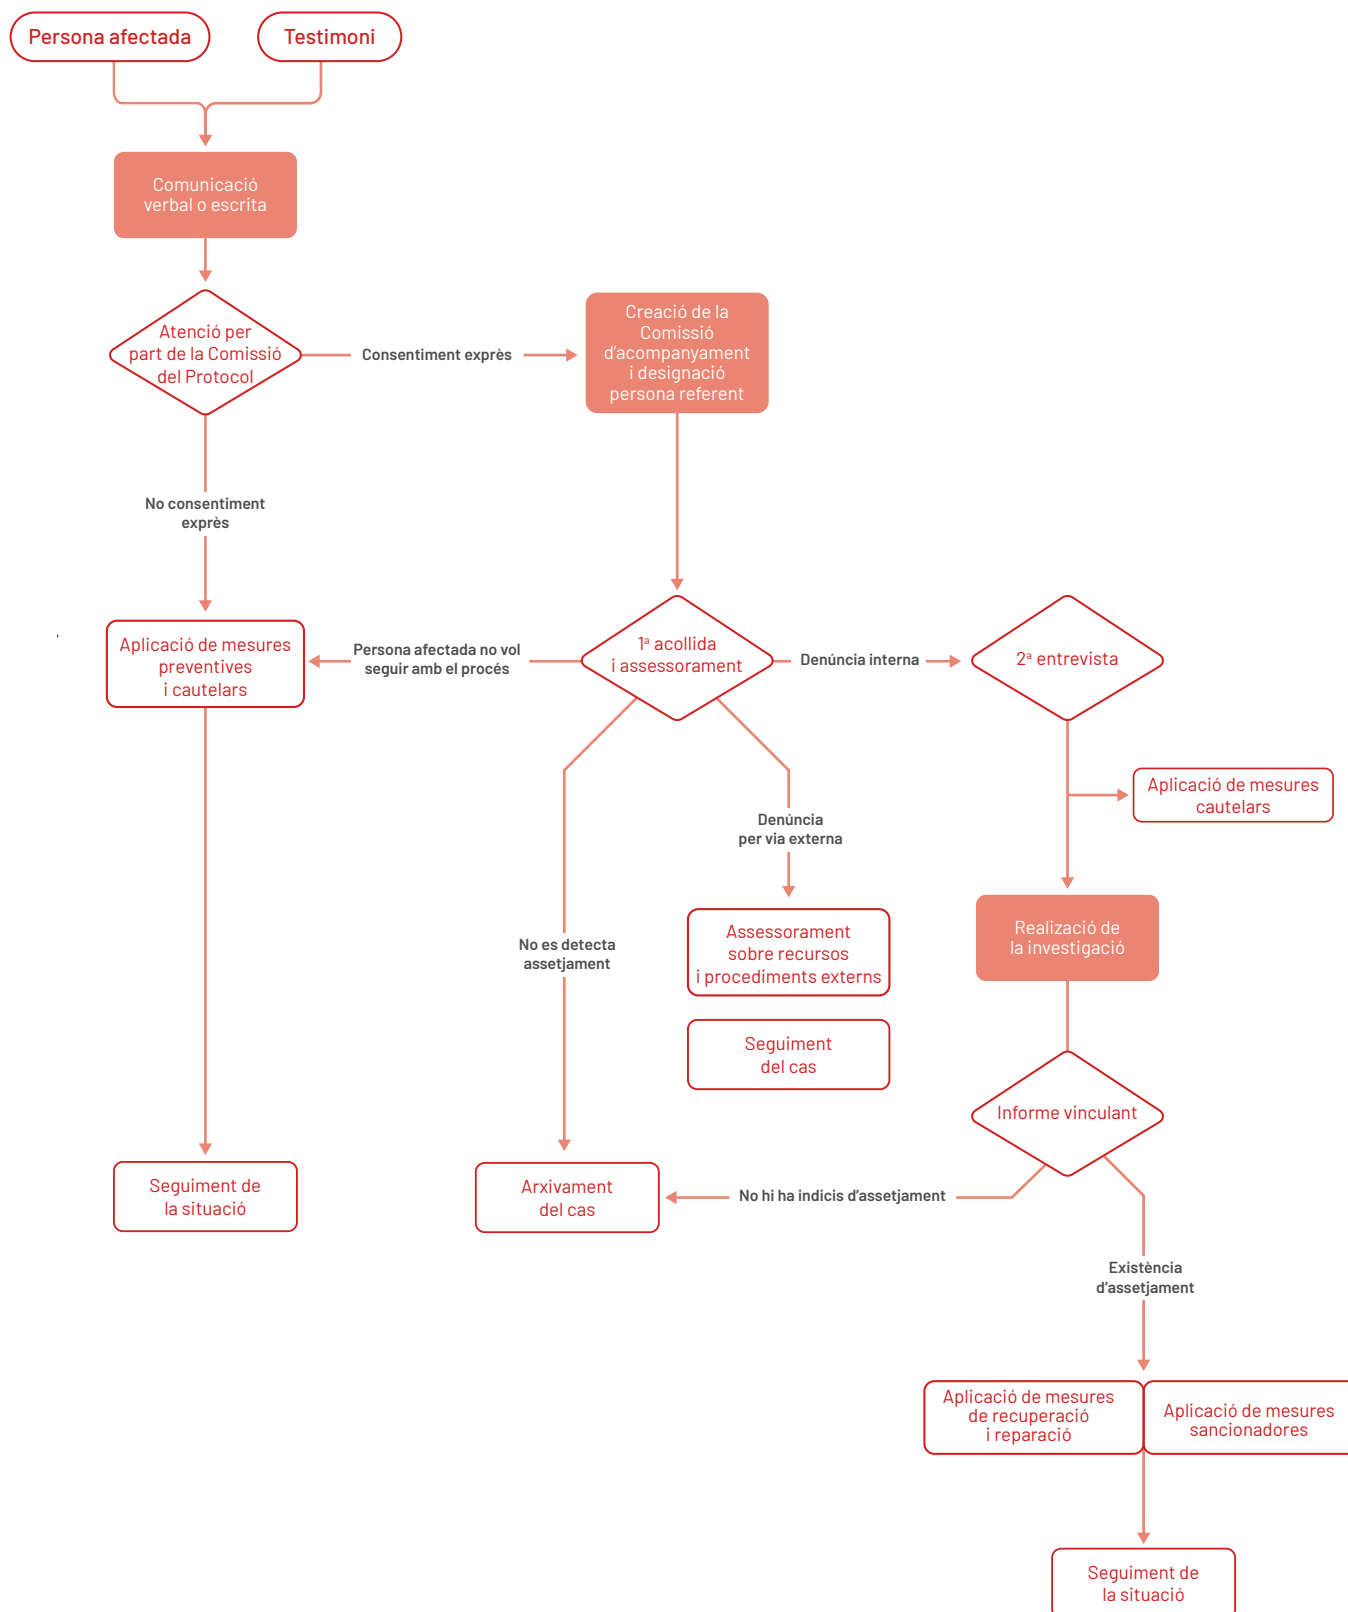 Persona afectada
Testimoni
Comunicació
verbal o escrita
Atenció per
part de la Comissió
del Protocol
Consentiment exprès
Creació de la
Comissió
d'acompanyament
i designació
persona referent
No consentiment
exprès
Aplicació de mesures
preventives
i cautelars
Persona afectada no vol
seguir amb el procés
1ª acollida
i assessorament
Denúncia interna
2ª entrevista
Aplicació de mesures
cautelars
Denúncia
per via externa
Assessorament
sobre recursos
i procediments externs
Seguiment
del cas
No es detecta
assetjament
Realizació de
la investigació
Informe vinculant
Seguiment de
la situació
Arxivament
del cas
No hi ha indicis d'assetjament
Existència
d'assetjament
Aplicació de mesures
de recuperació
i reparació
Aplicació de mesures
sancionadores
Seguiment de
la situació